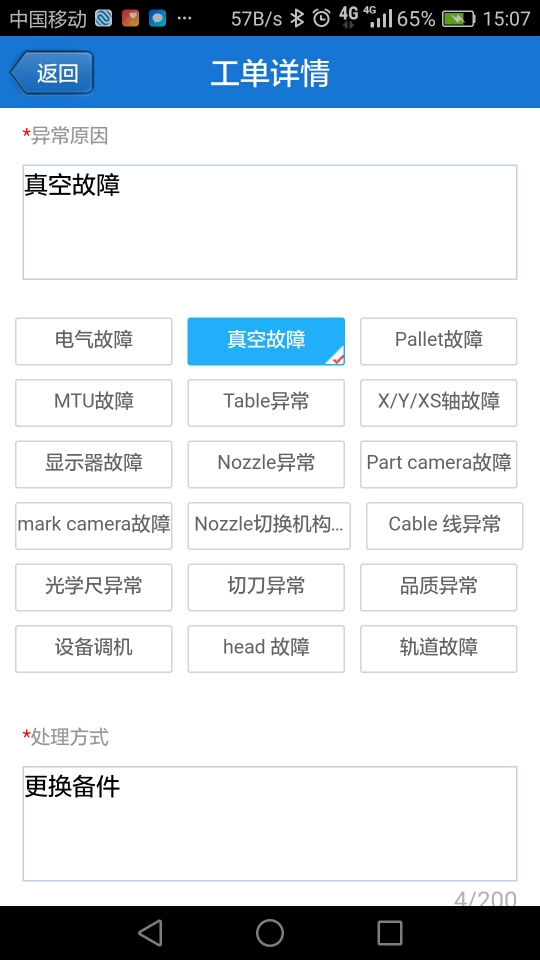 中国移动 ··· 57B/s 4G 4G 65% 15:07
返回 工单详情
*异常原因
真空故障
电气故障 真空故障 Pallet故障
MTU故障 Table异常 X/Y/XS轴故障
显示器故障 Nozzle异常 Part camera故障
mark camera故障 Nozzle切换机构... Cable 线异常
光学尺异常 切刀异常 品质异常
设备调机 head 故障 轨道故障
*处理方式
更换备件
4/200